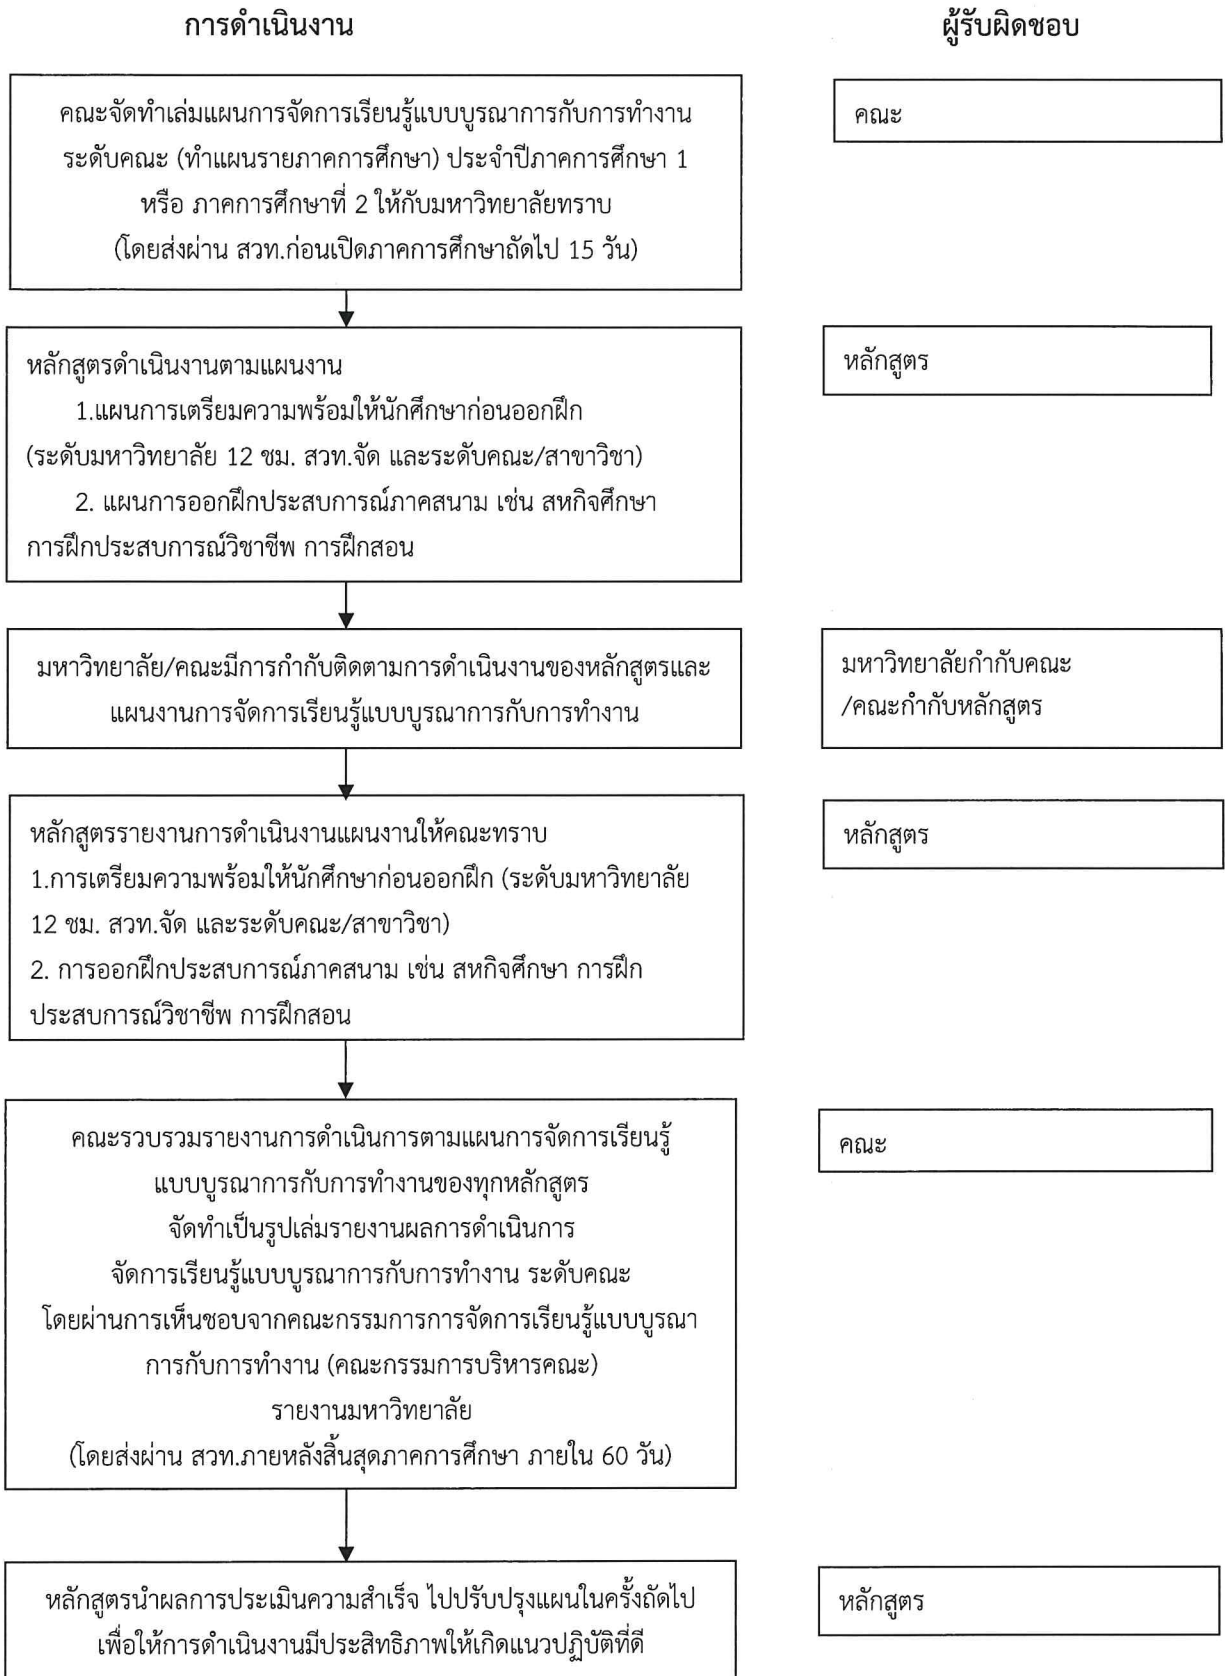 การดำเนินงาน
ผู้รับผิดชอบ
คณะจัดทำเล่มแผนการจัดการเรียนรู้แบบบูรณาการกับการทำงาน
ระดับคณะ (ทำแผนรายภาคการศึกษา) ประจำปีภาคการศึกษา 1
หรือ ภาคการศึกษาที่ 2 ให้กับมหาวิทยาลัยทราบ
(โดยส่งผ่าน สวท.ก่อนเปิดภาคการศึกษาถัดไป 15 วัน)
คณะ
หลักสูตรดำเนินงานตามแผนงาน
1.แผนการเตรียมความพร้อมให้นักศึกษาก่อนออกฝึก
(ระดับมหาวิทยาลัย 12 ชม. สวท.จัด และระดับคณะ/สาขาวิชา)
2. แผนการออกฝึกประสบการณ์ภาคสนาม เช่น สหกิจศึกษา
การฝึกประสบการณ์วิชาชีพ การฝึกสอน
หลักสูตร
มหาวิทยาลัย/คณะมีการกำกับติดตามการดำเนินงานของหลักสูตรและ
แผนงานการจัดการเรียนรู้แบบบูรณาการกับการทำงาน
มหาวิทยาลัยกำกับคณะ
/คณะกำกับหลักสูตร
หลักสูตรรายงานการดำเนินงานแผนงานให้คณะทราบ
1.การเตรียมความพร้อมให้นักศึกษาก่อนออกฝึก (ระดับมหาวิทยาลัย
12 ชม. สวท.จัด และระดับคณะ/สาขาวิชา)
2. การออกฝึกประสบการณ์ภาคสนาม เช่น สหกิจศึกษา การฝึก
ประสบการณ์วิชาชีพ การฝึกสอน
หลักสูตร
คณะรวบรวมรายงานการดำเนินการตามแผนการจัดการเรียนรู้
แบบบูรณาการกับการทำงานของทุกหลักสูตร
จัดทำเป็นรูปเล่มรายงานผลการดำเนินการ
จัดการเรียนรู้แบบบูรณาการกับการทำงาน ระดับคณะ
โดยผ่านการเห็นชอบจากคณะกรรมการการจัดการเรียนรู้แบบบูรณา
การกับการทำงาน (คณะกรรมการบริหารคณะ)
รายงานมหาวิทยาลัย
(โดยส่งผ่าน สวท.ภายหลังสิ้นสุดภาคการศึกษา ภายใน 60 วัน)
คณะ
หลักสูตรนำผลการประเมินความสำเร็จ ไปปรับปรุงแผนในครั้งถัดไป
เพื่อให้การดำเนินงานมีประสิทธิภาพให้เกิดแนวปฏิบัติที่ดี
หลักสูตร